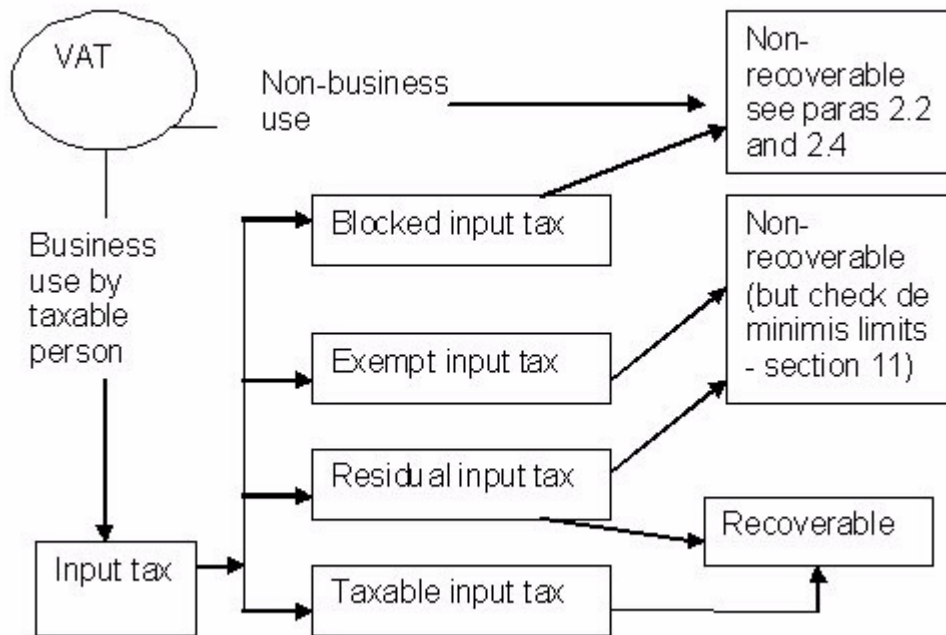 VAT
Non-business
use
Non-
recoverable
see paras 2.2
and 2.4
Business
use by
taxable
person
Blocked input tax
Non-
recoverable
(but check de
minimis limits
- section 11)
Exempt input tax
Residual input tax
Recoverable
Input tax
Taxable input tax